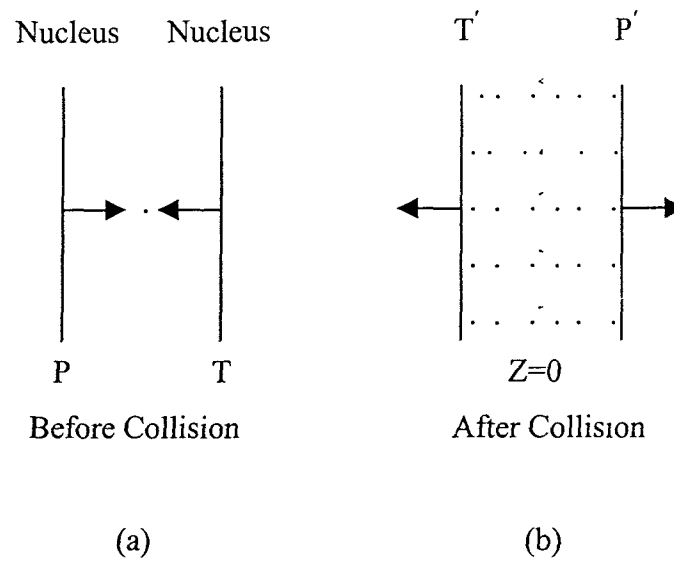 Nucleus Nucleus
T′ P′
P T
Z=0
Before Collision
After Collision
(a) (b)